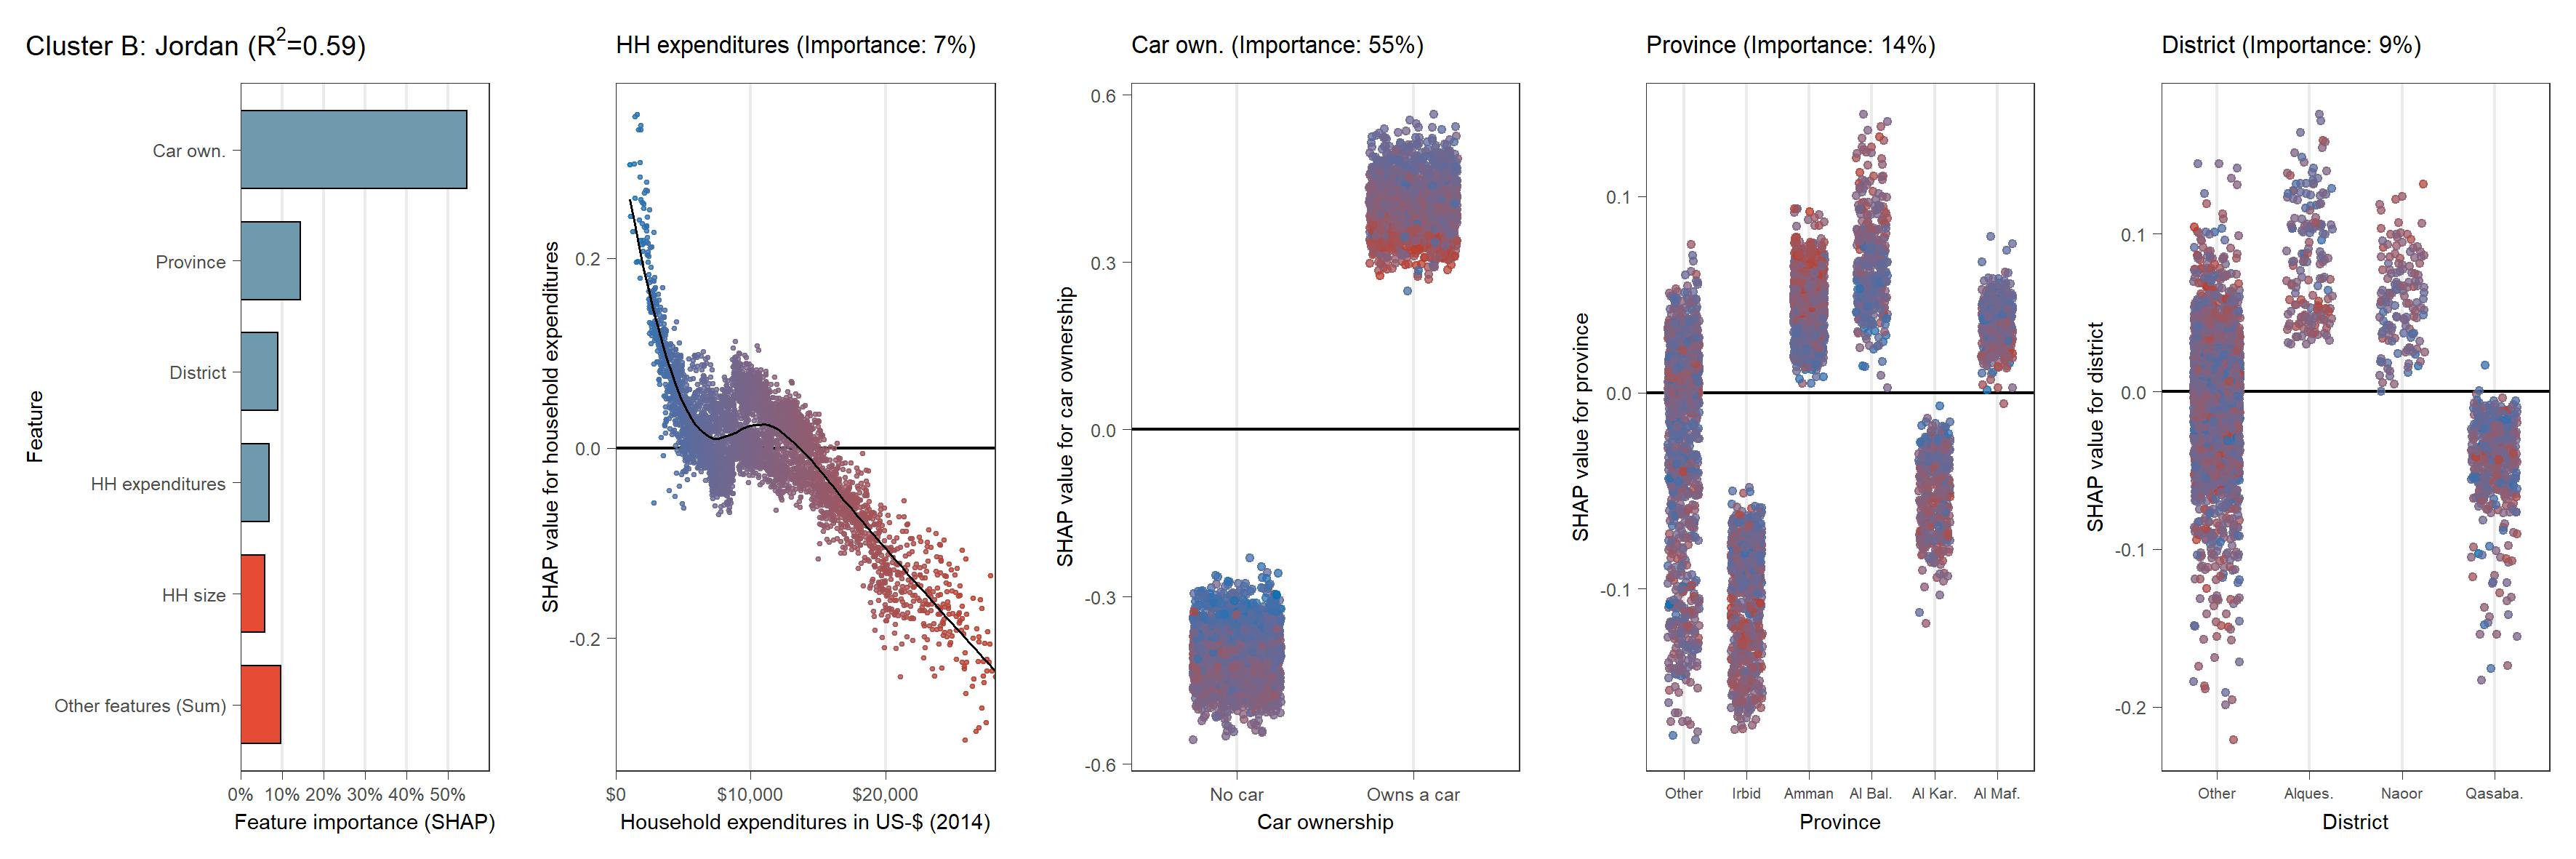 Cluster B: Jordan (R²=0.59)
Feature
Car own.
Province
District
HH expenditures
HH size
Other features (Sum)
0% 10% 20% 30% 40% 50%
Feature importance (SHAP)
HH expenditures (Importance: 7%)
SHAP value for household expenditures
0.2
0.0
-0.2
$0 $10,000 $20,000
Household expenditures in US-$ (2014)
Car own. (Importance: 55%)
SHAP value for car ownership
0.6
0.3
0.0
-0.3
-0.6
No car Owns a car
Car ownership
Province (Importance: 14%)
SHAP value for province
0.1
0.0
-0.1
Other Irbid Amman Al Bal. Al Kar. Al Maf.
Province
District (Importance: 9%)
SHAP value for district
0.1
0.0
-0.1
-0.2
Other Alques. Naoor Qasaba.
District